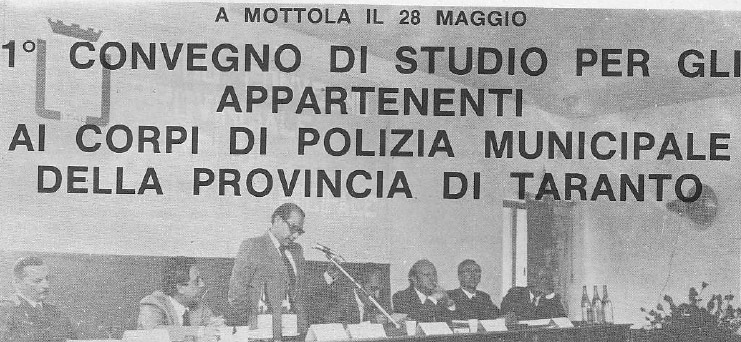 A MOTTOLA IL 28 MAGGIO
1° CONVEGNO DI STUDIO PER GLI
APPARTENENTI
AI CORPI DI POLIZIA MUNICIPALE
DELLA PROVINCIA DI TARANTO